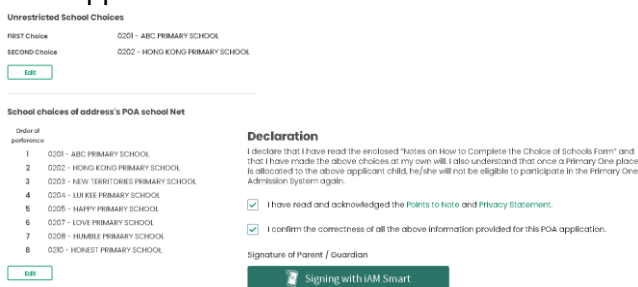 Unrestricted School Choices
FIRST Choice 0201 - ABC PRIMARY SCHOOL
SECOND Choice 0202 - HONG KONG PRIMARY SCHOOL
Edit
School choices of address's POA school Net
Order of
perference
1 0201 - ABC PRIMARY SCHOOL
2 0202 - HONG KONG PRIMARY SCHOOL
3 0203 - NEW TERRITORIES PRIMARY SCHOOL
4 0204 - LUI KEE PRIMARY SCHOOL
5 0205 - HAPPY PRIMARY SCHOOL
6 0207 - LOVE PRIMARY SCHOOL
7 0208 - HUMBLE PRIMARY SCHOOL
8 0210 - HONEST PRIMARY SCHOOL
Edit
Declaration
I declare that I have read the enclosed "Notes on How to Complete the Choice of Schools Form" and
that I have made the above choices at my own will. I also understand that once a Primary One place
is allocated to the above applicant child, he/she will not be eligible to participate in the Primary One
Admission System again.
I have read and acknowledged the Points to Note and Privacy Statement.
I confirm the correctness of all the above information provided for this POA application.
Signature of Parent / Guardian
Signing with iAM Smart